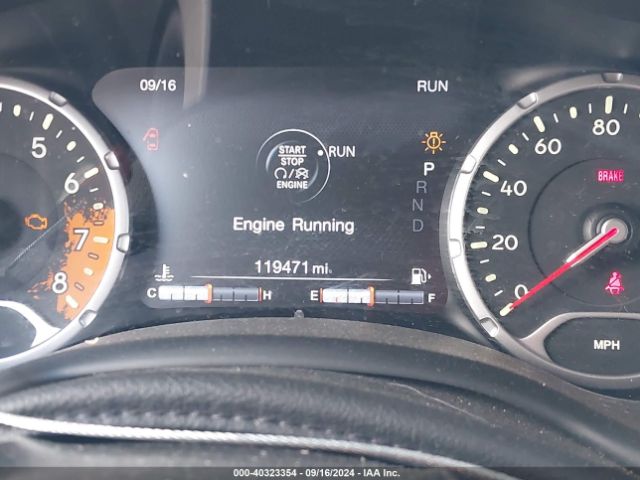 09/16
RUN
START
STOP
ENGINE
RUN
P
R
N
D
Engine Running
119471 mi
C H
E F
5
6
7
8
0
20
40
60
80
BRAKE
MPH
000-40323354 - 09/16/2024 - IAA Inc.